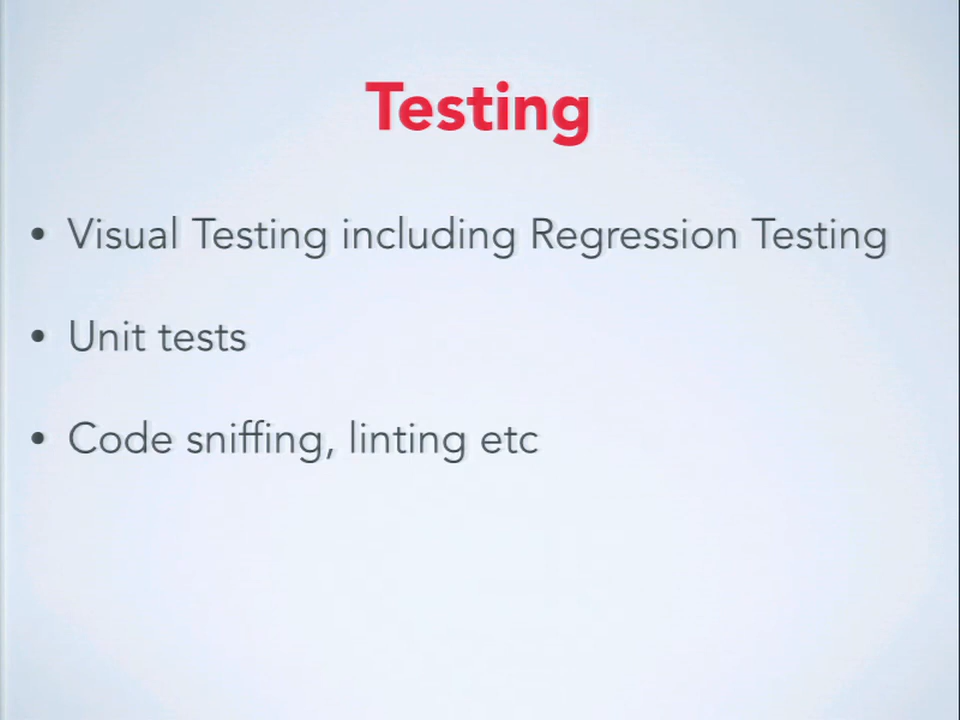 Testing
• Visual Testing including Regression Testing
• Unit tests
• Code sniffing, linting etc